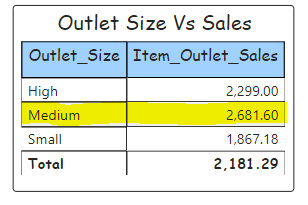 Outlet Size Vs Sales
Outlet_Size Item_Outlet_Sales
High 2,299.00
Medium 2,681.60
Small 1,867.18
Total 2,181.29